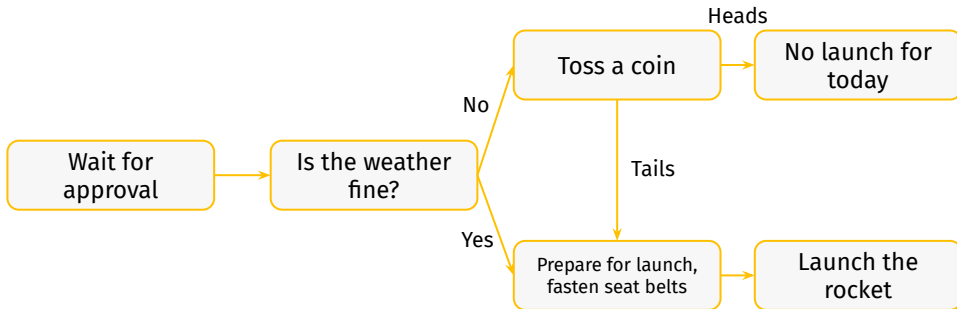 Heads
Toss a coin
No launch for
today
No
Wait for
approval
Is the weather
fine?
Tails
Yes
Prepare for launch,
fasten seat belts
Launch the
rocket